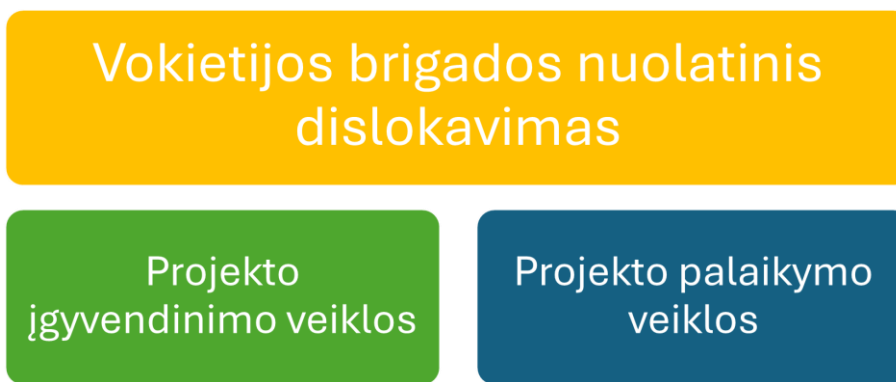 Vokietijos brigados nuolatinis
dislokavimas
Projekto
įgyvendinimo veiklos
Projekto palaikymo
veiklos